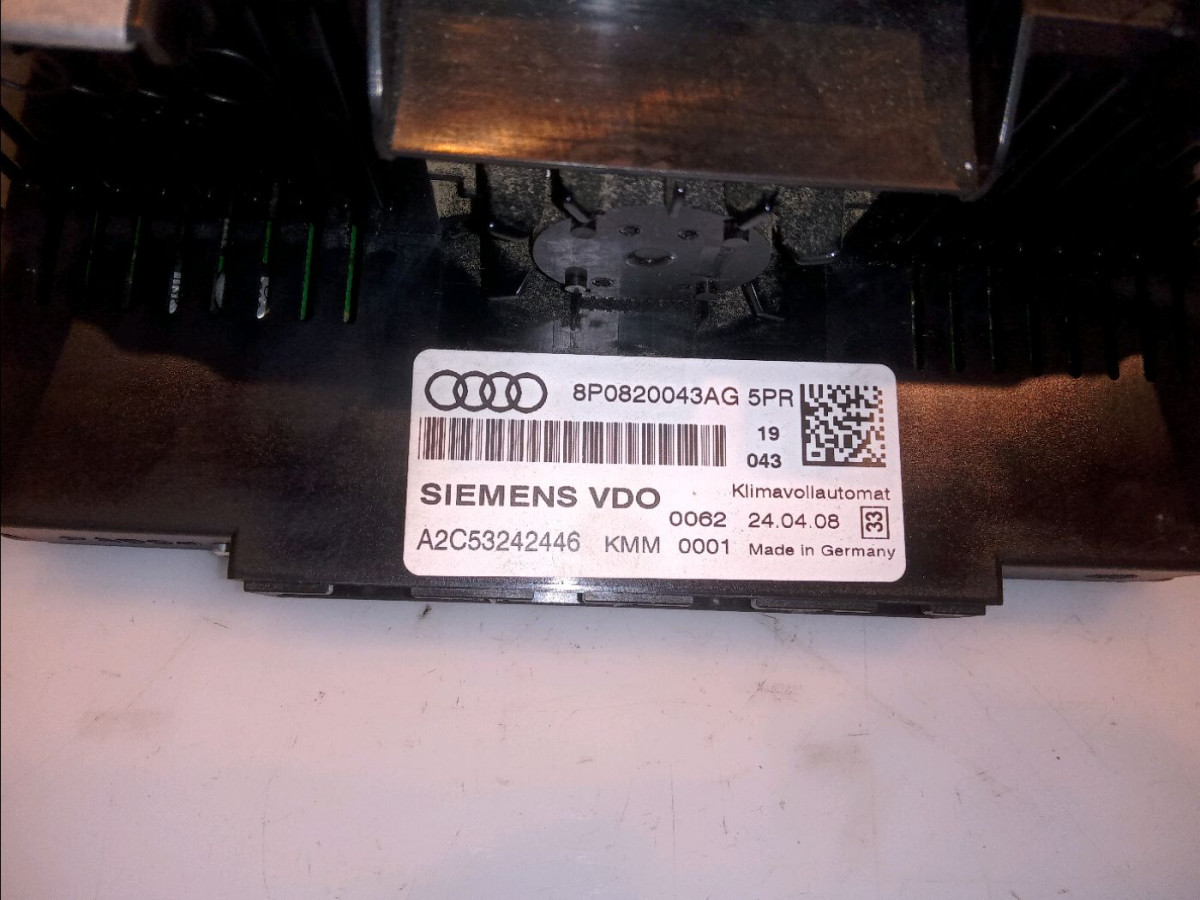 8P0820043AG 5PR
19
043
SIEMENS VDO
Klimavollautomat
0062 24.04.08 33
A2C53242446 KMM 0001 Made in Germany